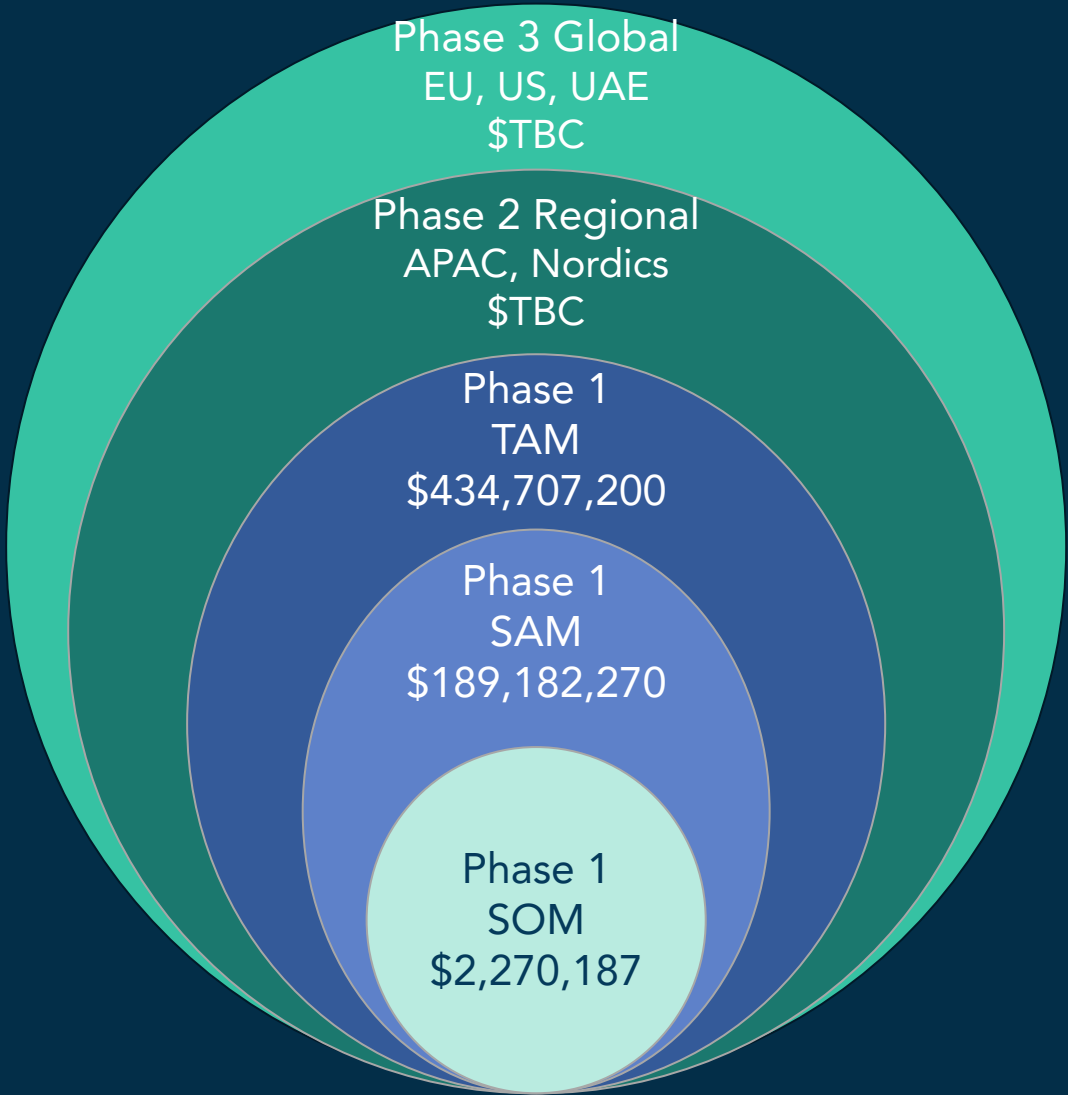 Phase 3 Global
EU, US, UAE
$TBC
Phase 2 Regional
APAC, Nordics
$TBC
Phase 1
TAM
$434,707,200
Phase 1
SAM
$189,182,270
Phase 1
SOM
$2,270,187